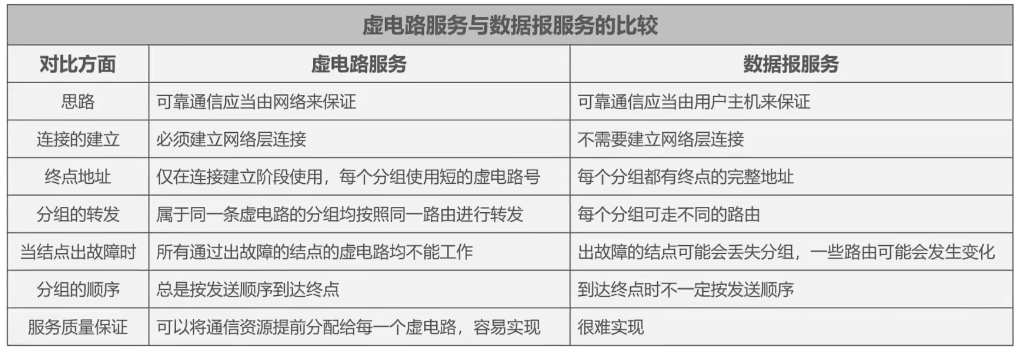 虚电路服务与数据报服务的比较
对比方面 虚电路服务 数据报服务
思路 可靠通信应当由网络来保证 可靠通信应当由用户主机来保证
连接的建立 必须建立网络层连接 不需要建立网络层连接
终点地址 仅在连接建立阶段使用，每个分组使用短的虚电路号 每个分组都有终点的完整地址
分组的转发 属于同一条虚电路的分组均按照同一路由进行转发 每个分组可走不同的路由
当结点出故障时 所有通过出故障的结点的虚电路均不能工作 出故障的结点可能会丢失分组，一些路由可能会发生变化
分组的顺序 总是按发送顺序到达终点 到达终点时不一定按发送顺序
服务质量保证 可以将通信资源提前分配给每一个虚电路，容易实现 很难实现